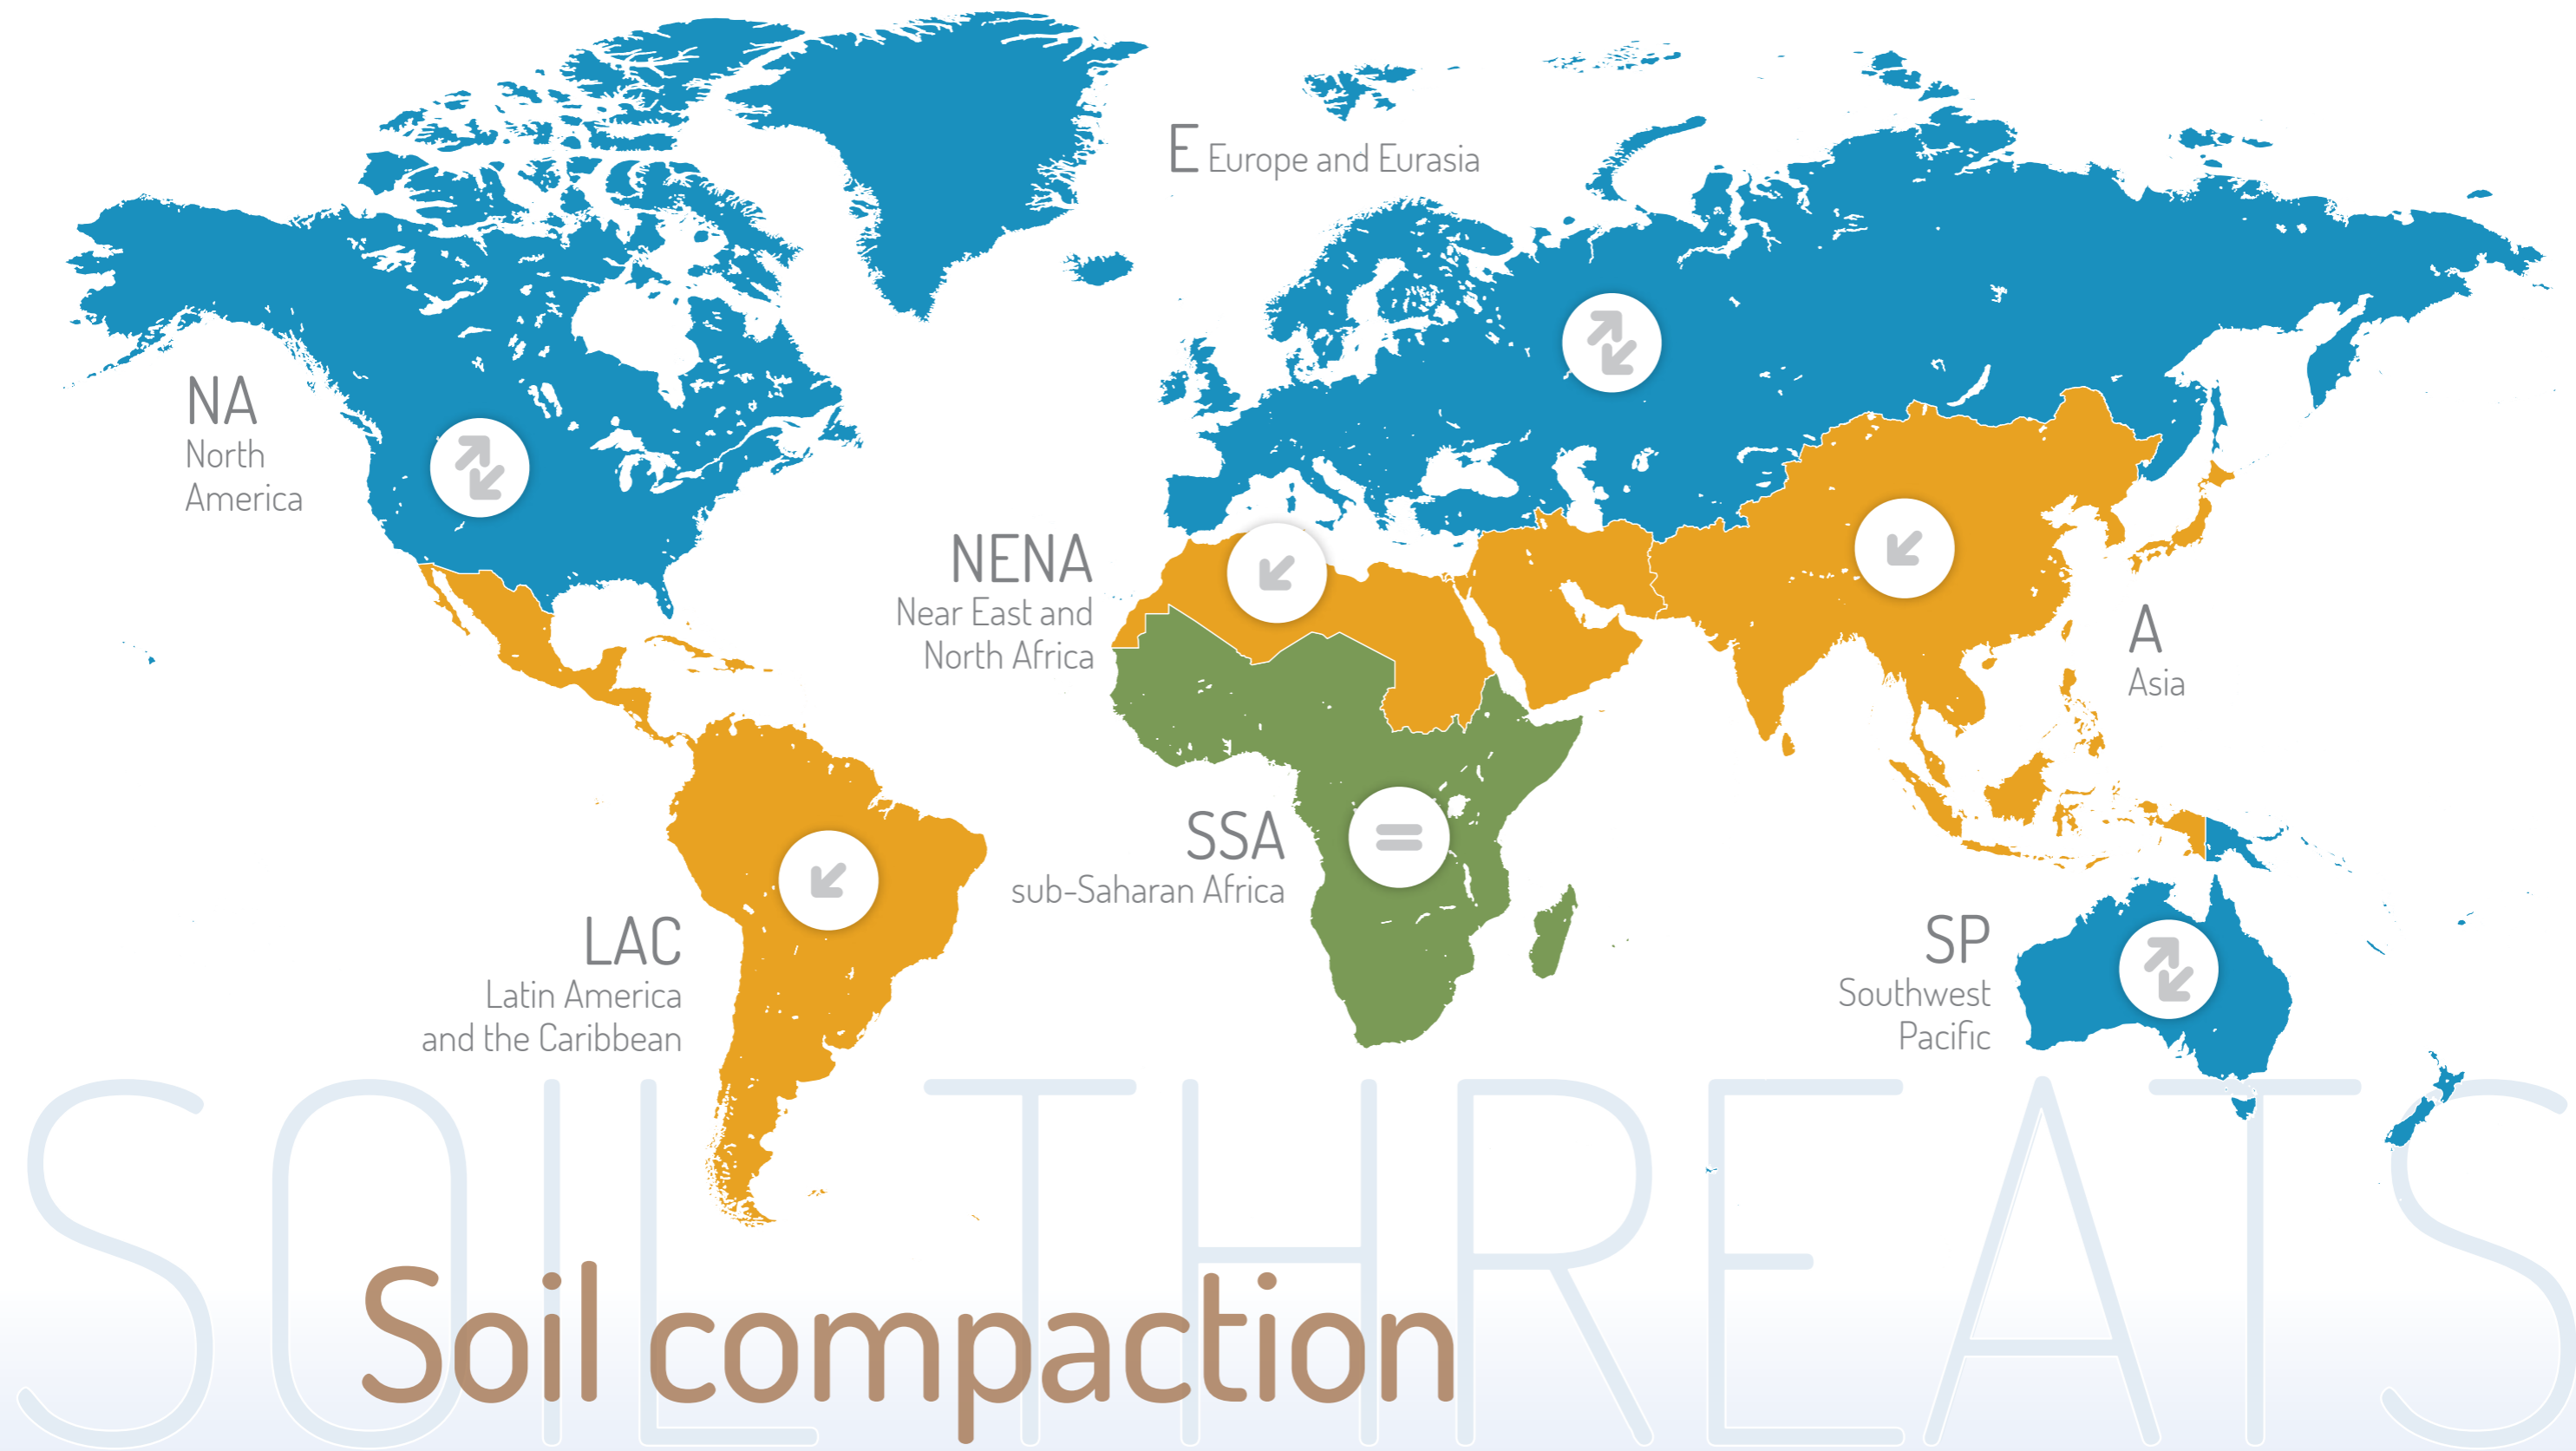 E Europe and Eurasia
NA
North
America
NENA
Near East and
North Africa
A
Asia
SSA
sub-Saharan Africa
LAC
Latin America
and the Caribbean
SP
Southwest
Pacific
SOIL THREATS
Soil compaction